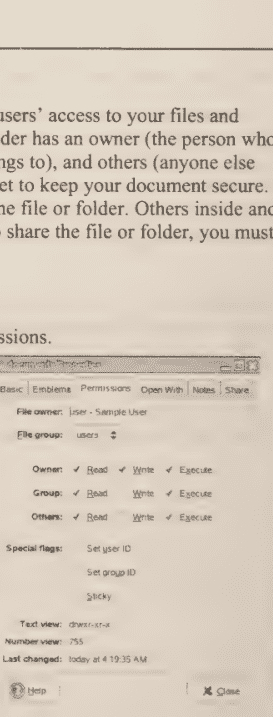 users' access to your files and
der has an owner (the person who
ngs to), and others (anyone else
et to keep your document secure.
he file or folder. Others inside and
o share the file or folder, you must
ssions.
Basic Emblems Permissions Open With Notes Share
File owner: user - Sample User
File group: users
Owner: ✓ Read ✓ Write ✓ Execute
Group: ✓ Read Write ✓ Execute
Others: ✓ Read Write ✓ Execute
Special flags: Set user ID
Set group ID
Sticky
Text view: drwxr-xr-x
Number view: 755
Last changed: today at 4:19:35 AM
Help Close